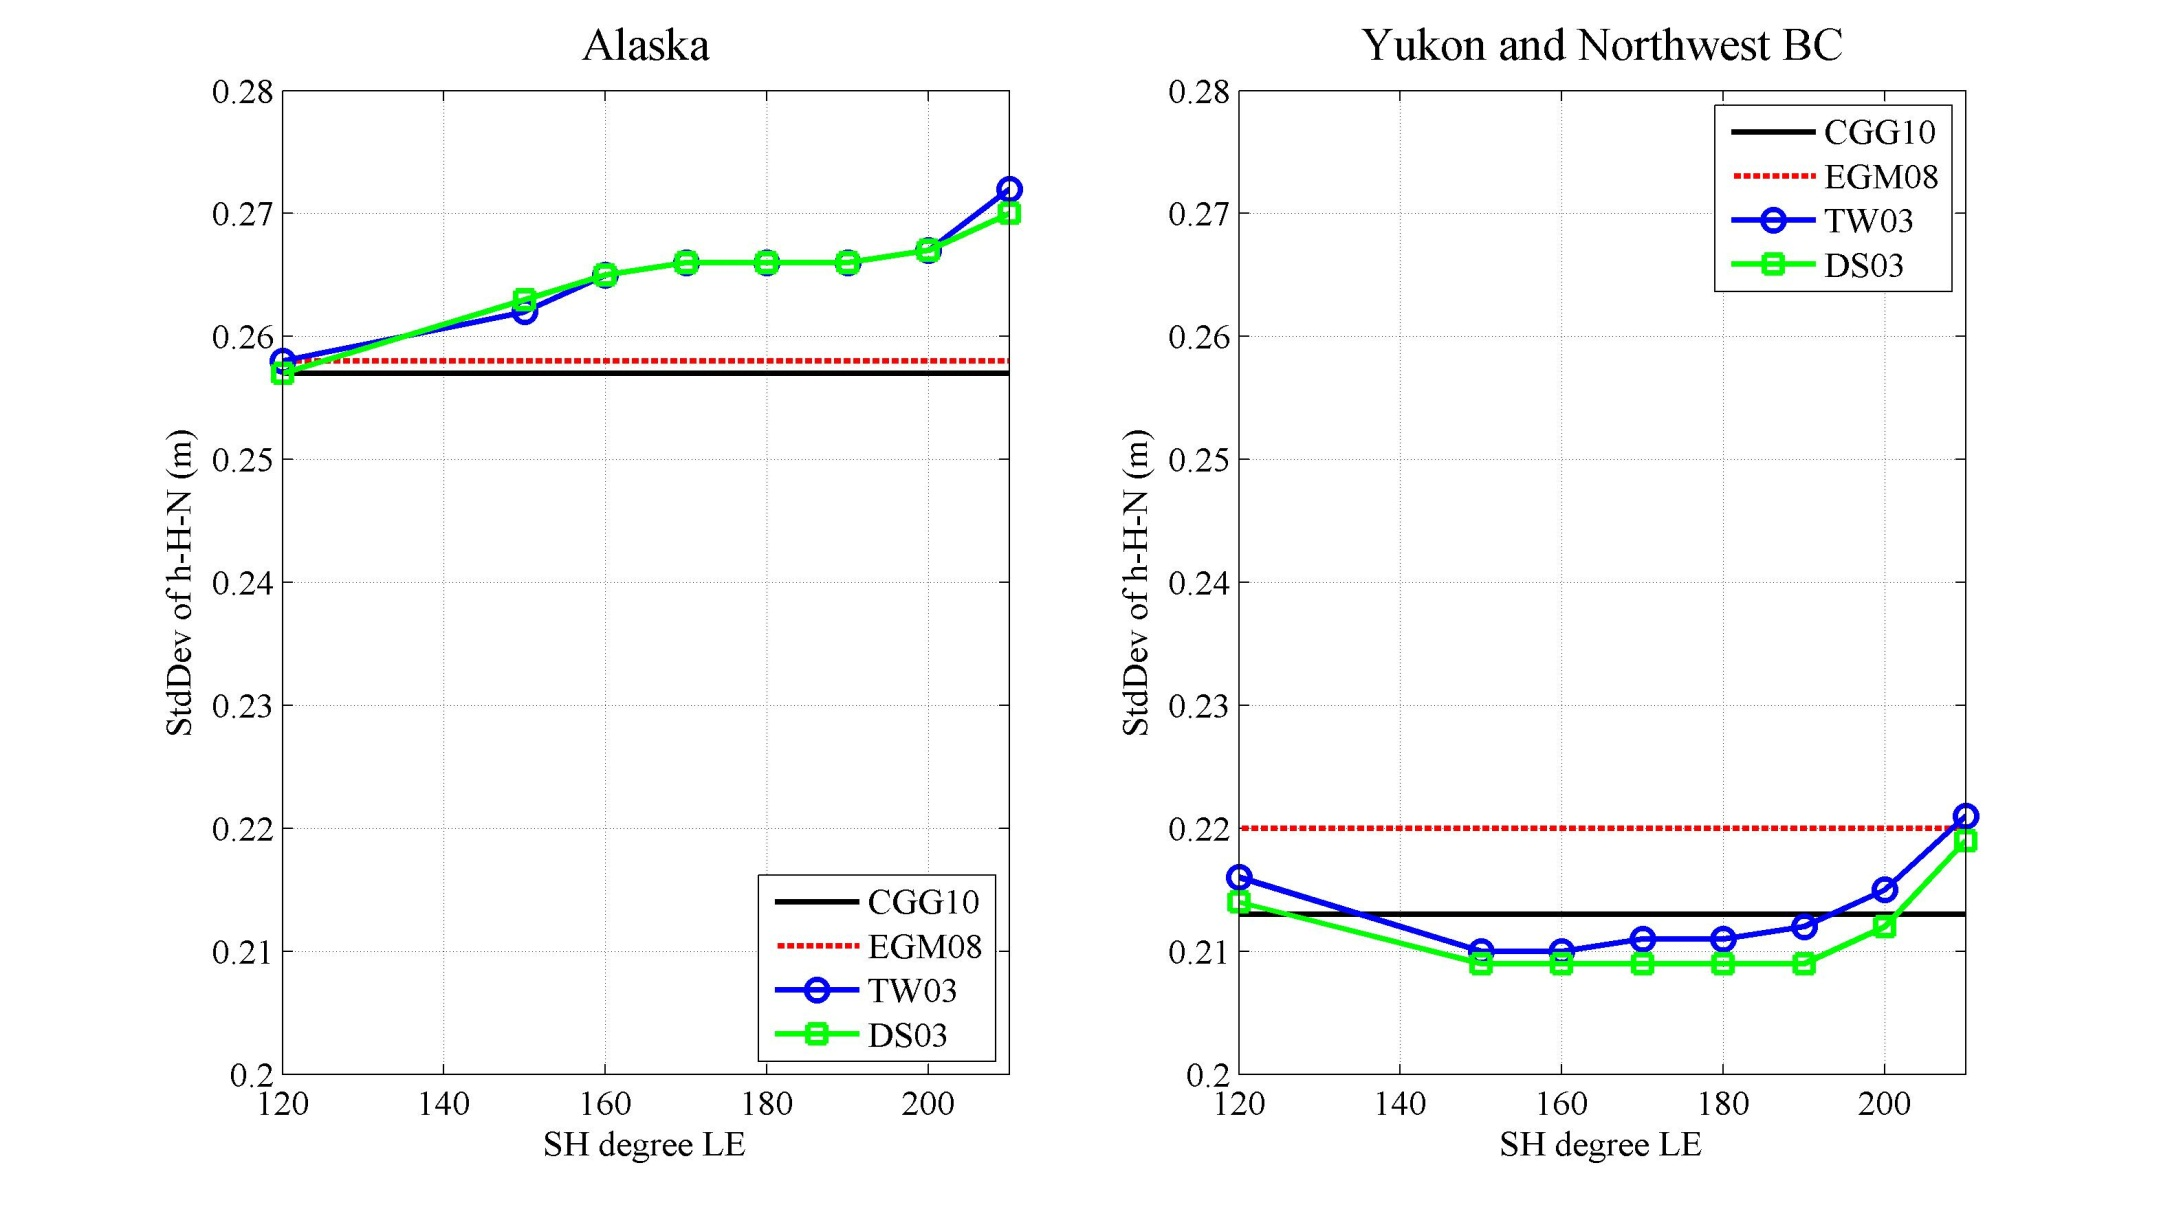 Alaska
0.28
0.27
0.26
0.25
0.24
0.23
0.22
0.21
0.2
StdDev of h-H-N (m)
120 140 160 180 200
SH degree LE
CGG10
EGM08
TW03
DS03
Yukon and Northwest BC
0.28
0.27
0.26
0.25
0.24
0.23
0.22
0.21
0.2
StdDev of h-H-N (m)
120 140 160 180 200
SH degree LE
CGG10
EGM08
TW03
DS03